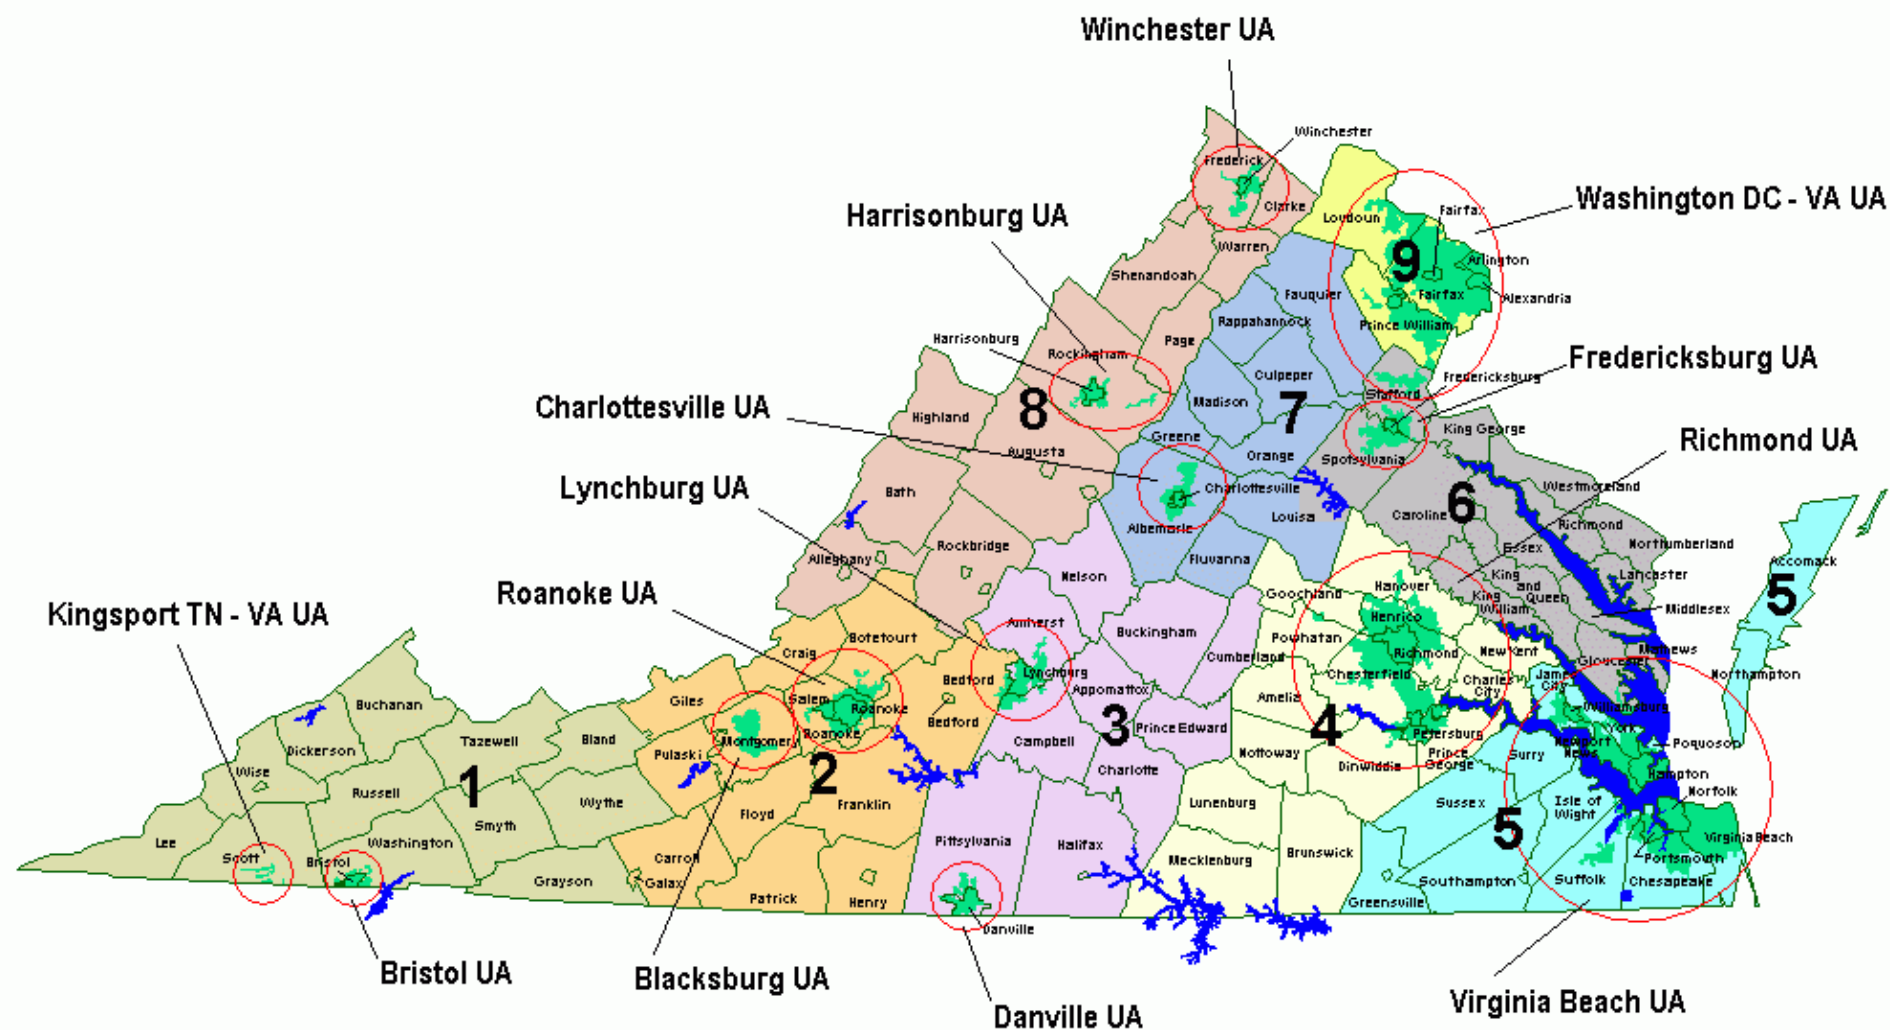 Winchester UA
Winchester
Frederick
Clarke
Washington DC - VA UA
Harrisonburg UA
Loudoun
Fairfax
Warren
9
Arlington
Shenandoah
Fauquier
Fairfax
Alexandria
Rappahannock
Prince William
Harrisonburg
Page
Rockingham
Fredericksburg UA
Culpeper
Fredericksburg
Stafford
Charlottesville UA
Highland
8
Madison
7
King George
Richmond UA
Greene
Augusta
Orange
Spotsylvania
Lynchburg UA
Bath
Charlottesville
Westmoreland
Caroline
6
Louisa
Albemarle
Richmond
Alleghany
Rockbridge
Essex
Northumberland
Fluvanna
Accomack
Nelson
King
and
Queen
Lancaster
Roanoke UA
Hanover
Goochland
King
William
5
Kingsport TN - VA UA
Amherst
Henrico
Middlesex
Botetourt
Buckingham
Powhatan
Craig
Cumberland
Richmond
New Kent
Mathews
Gloucester
Bedford
Lynchburg
Chesterfield
Charles
City
James
City
Northampton
Giles
Salem
Appomattox
Amelia
Buchanan
Roanoke
Bedford
Williamsburg
York
3
Prince Edward
4
Petersburg
Tazewell
Bland
Montgomery
Roanoke
Campbell
Newport
News
Poquoson
Dickerson
Pulaski
Nottoway
Prince
George
Surry
Wise
Charlotte
Dinwiddie
Hampton
1
2
Russell
Wythe
Franklin
Lunenburg
Sussex
Isle of
Wight
Norfolk
Floyd
Smyth
5
Lee
Washington
Pittsylvania
Halifax
Virginia Beach
Scott
Bristol
Carroll
Mecklenburg
Brunswick
Portsmouth
Grayson
Galax
Southampton
Suffolk
Chesapeake
Patrick
Henry
Greensville
Danville
Bristol UA
Blacksburg UA
Danville UA
Virginia Beach UA